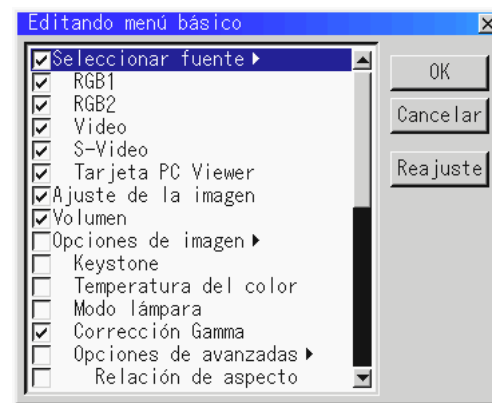 Editando menú básico
Seleccionar fuente
RGB1
RGB2
Video
S-Video
Tarjeta PC Viewer
Ajuste de la imagen
Volumen
Opciones de imagen
Keystone
Temperatura del color
Modo lámpara
Corrección Gamma
Opciones de avanzadas
Relación de aspecto
OK
Cancelar
Reajuste